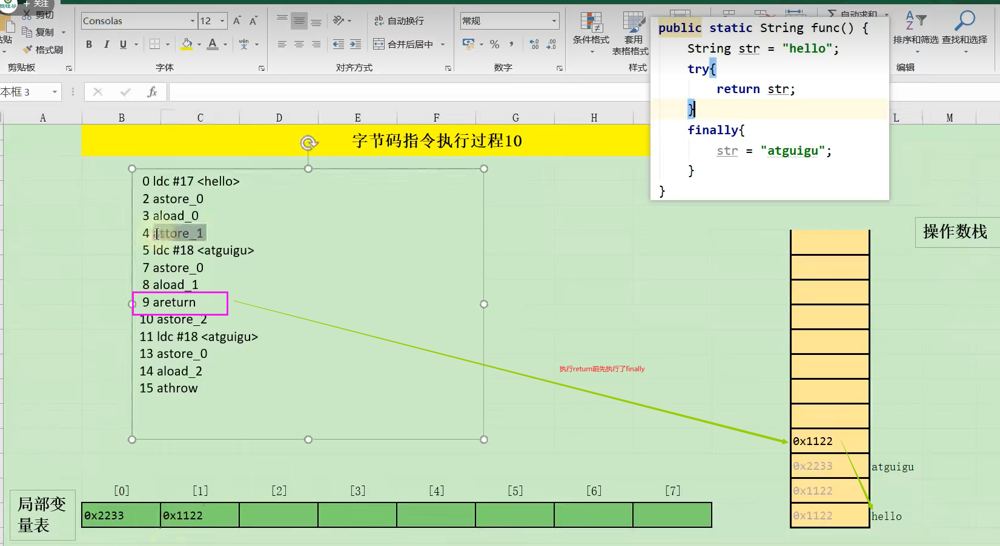 关注
剪切
复制
格式刷
剪贴板
Consolas
12
A A
B I U
A
wén
字体
ab 自动换行
合并后居中
对齐方式
常规
% ,
.00
数字
条件格式
套用
表格格式
样式
Σ 自动求和
A
Z
排序和筛选
查找和选择
编辑
本框 3
fx
A B C D E F G H L M
public static String func() {
String str = "hello";
try{
return str;
}
finally{
str = "atguigu";
}
}
字节码指令执行过程10
0 ldc #17 <hello>
2 astore_0
3 aload_0
4 astore_1
5 ldc #18 <atguigu>
7 astore_0
8 aload_1
9 areturn
10 astore_2
11 ldc #18 <atguigu>
13 astore_0
14 aload_2
15 athrow
执行return前先执行了finally
操作数栈
0x1122
0x2233 atguigu
0x1122
0x1122 hello
[0] [1] [2] [3] [4] [5] [6] [7]
局部变
量表
0x2233 0x1122